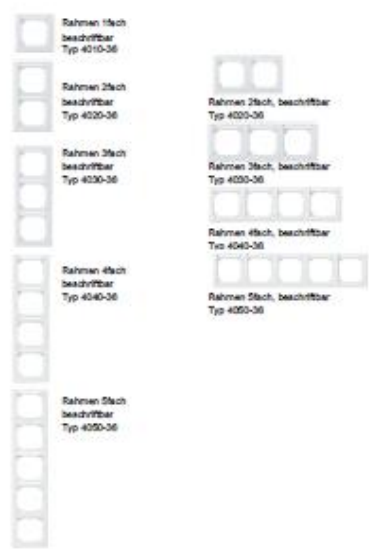 Rahmen 1fach
beschriftbar
Typ 4010-36
Rahmen 2fach
beschriftbar
Typ 4020-36
Rahmen 3fach
beschriftbar
Typ 4030-36
Rahmen 4fach
beschriftbar
Typ 4040-36
Rahmen 5fach
beschriftbar
Typ 4050-36
Rahmen 2fach, beschriftbar
Typ 4020-36
Rahmen 3fach, beschriftbar
Typ 4030-36
Rahmen 4fach, beschriftbar
Typ 4040-36
Rahmen 5fach, beschriftbar
Typ 4050-36